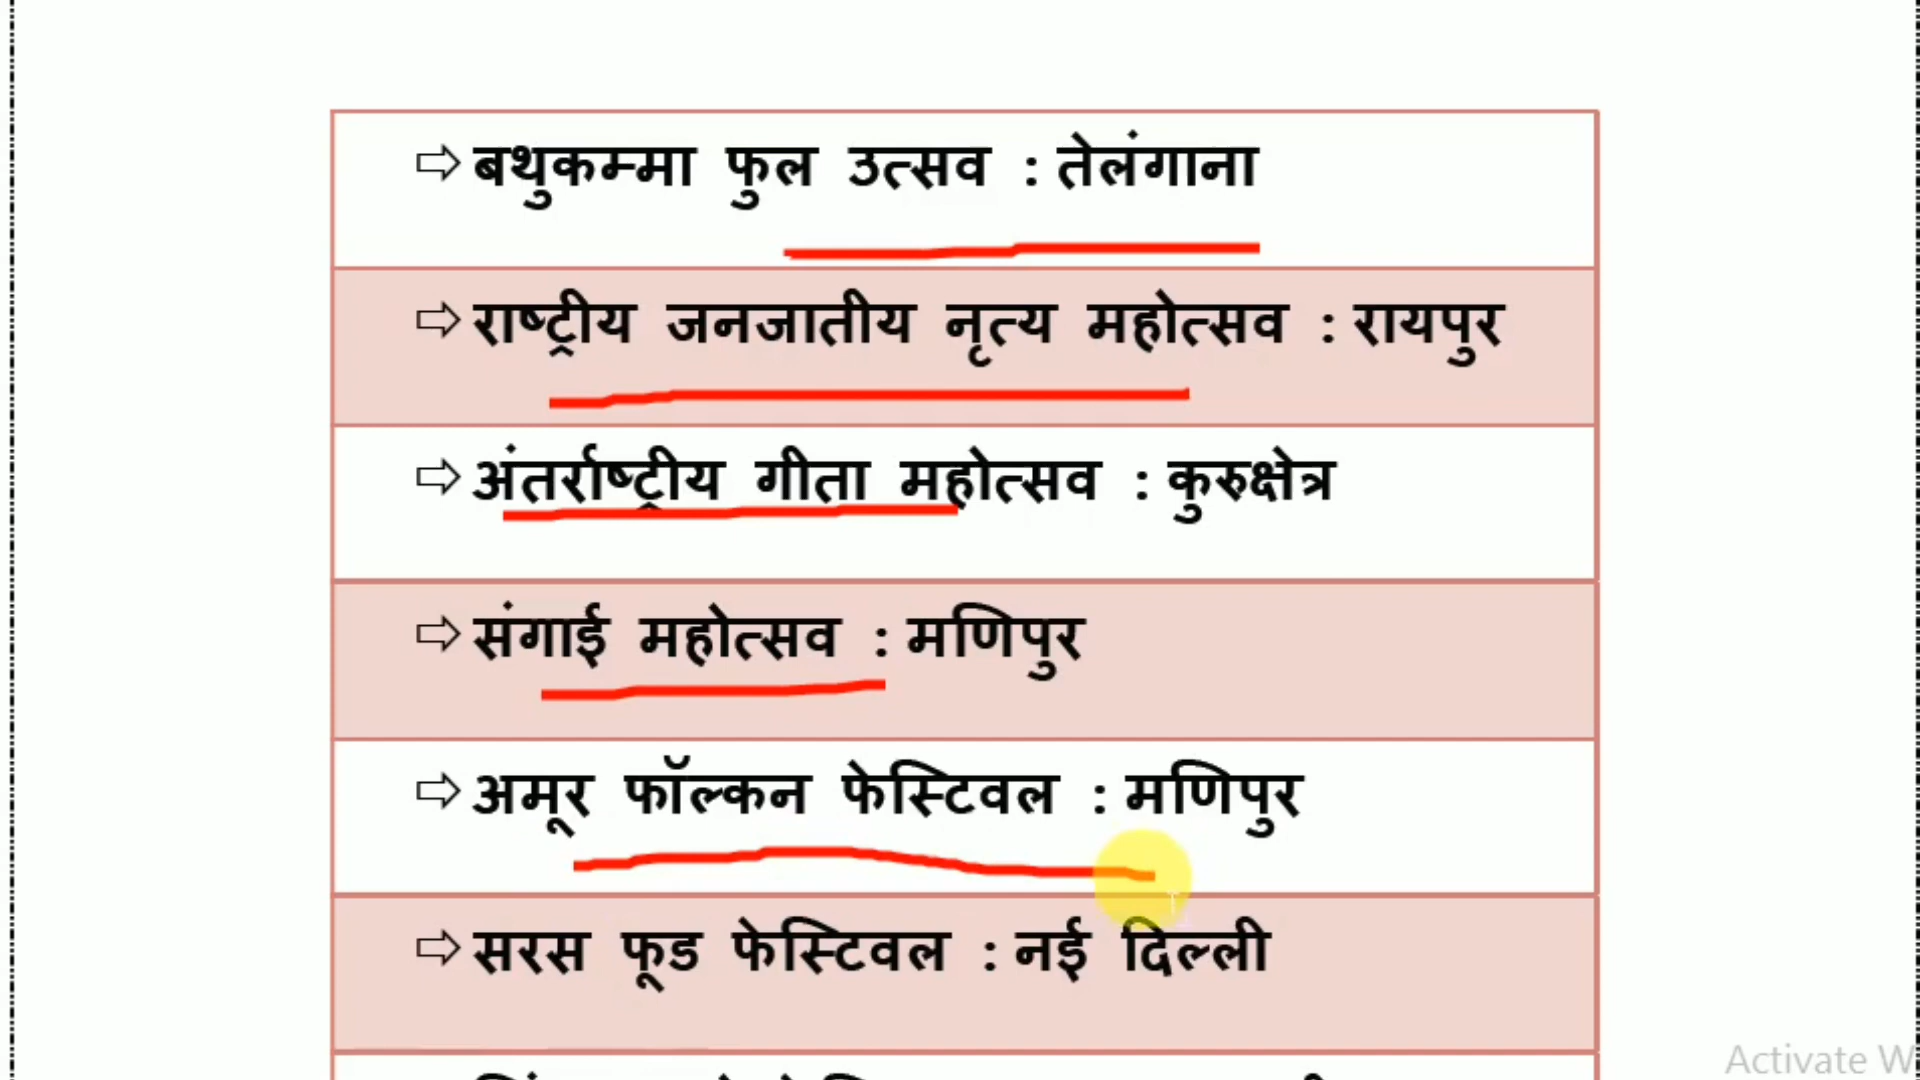 ⇨ बथुकम्मा फुल उत्सव : तेलंगाना
⇨ राष्ट्रीय जनजातीय नृत्य महोत्सव : रायपुर
⇨ अंतर्राष्ट्रीय गीता महोत्सव : कुरुक्षेत्र
⇨ संगाई महोत्सव : मणिपुर
⇨ अमूर फॉल्कन फेस्टिवल : मणिपुर
⇨ सरस फूड फेस्टिवल : नई दिल्ली
Activate W